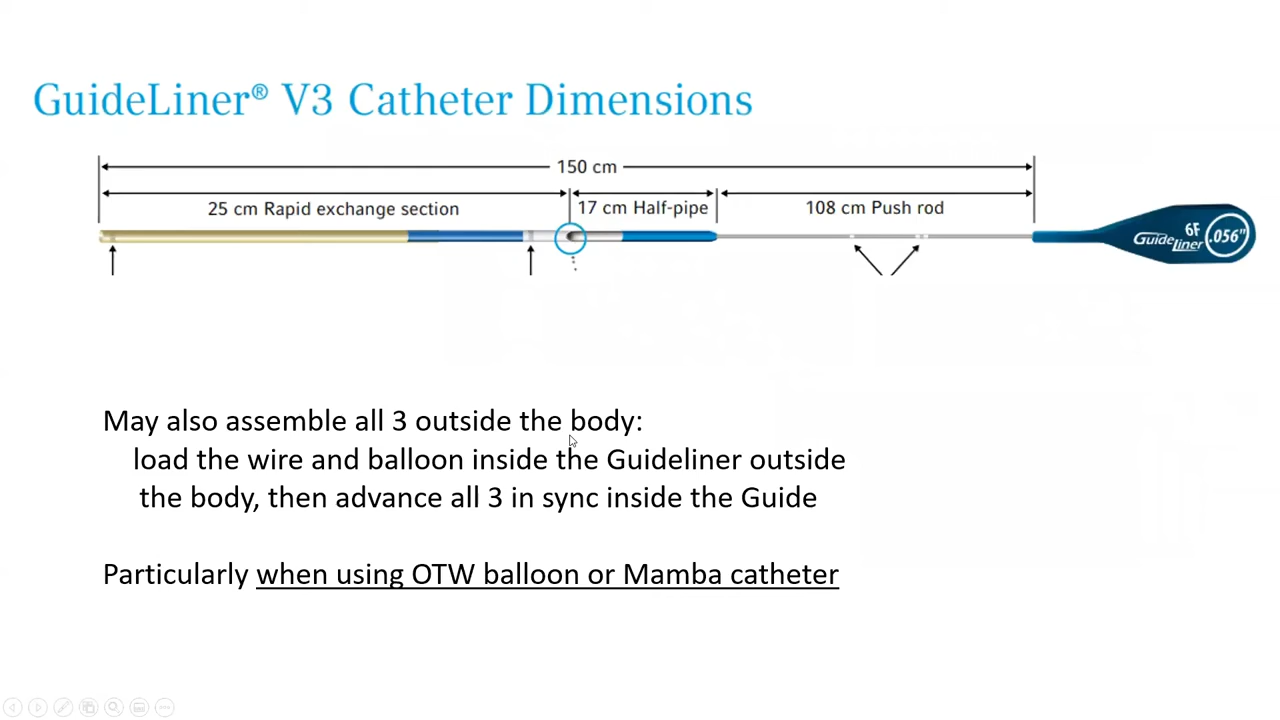 GuideLiner® V3 Catheter Dimensions
150 cm
25 cm Rapid exchange section
17 cm Half-pipe
108 cm Push rod
6F
GuideLiner
.056"
May also assemble all 3 outside the body:
load the wire and balloon inside the Guideliner outside
the body, then advance all 3 in sync inside the Guide
Particularly when using OTW balloon or Mamba catheter